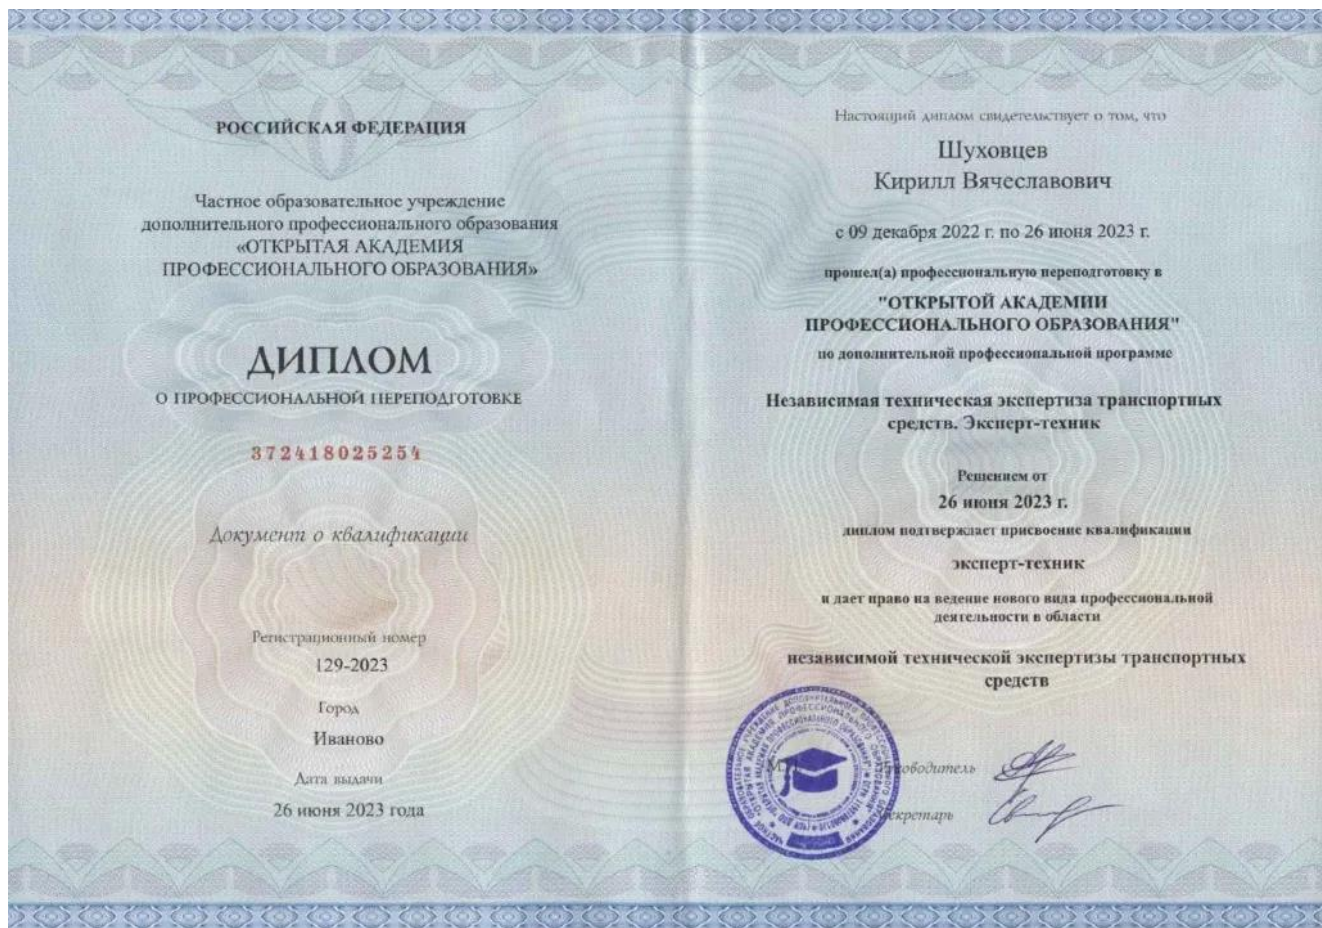 РОССИЙСКАЯ ФЕДЕРАЦИЯ
Частное образовательное учреждение
дополнительного профессионального образования
«ОТКРЫТАЯ АКАДЕМИЯ
ПРОФЕССИОНАЛЬНОГО ОБРАЗОВАНИЯ»
ДИПЛОМ
О ПРОФЕССИОНАЛЬНОЙ ПЕРЕПОДГОТОВКЕ
372418025254
Документ о квалификации
Регистрационный номер
129-2023
Город
Иваново
Дата выдачи
26 июня 2023 года
Настоящий диплом свидетельствует о том, что
Шуховцев
Кирилл Вячеславович
с 09 декабря 2022 г. по 26 июня 2023 г.
прошел(а) профессиональную переподготовку в
"ОТКРЫТОЙ АКАДЕМИИ
ПРОФЕССИОНАЛЬНОГО ОБРАЗОВАНИЯ"
по дополнительной профессиональной программе
Независимая техническая экспертиза транспортных
средств. Эксперт-техник
Решением от
26 июня 2023 г.
диплом подтверждает присвоение квалификации
эксперт-техник
и дает право на ведение нового вида профессиональной
деятельности в области
независимой технической экспертизы транспортных
средств
Руководитель
Секретарь